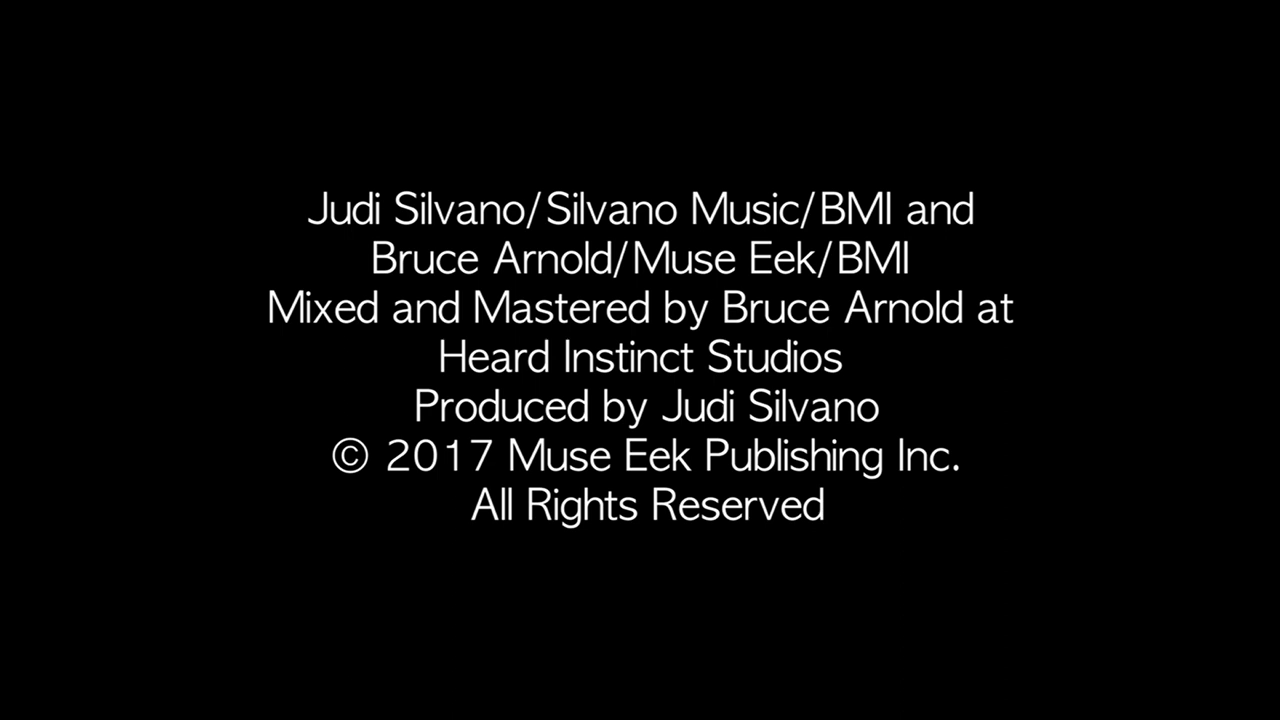 Judi Silvano/Silvano Music/BMI and
Bruce Arnold/Muse Eek/BMI
Mixed and Mastered by Bruce Arnold at
Heard Instinct Studios
Produced by Judi Silvano
© 2017 Muse Eek Publishing Inc.
All Rights Reserved